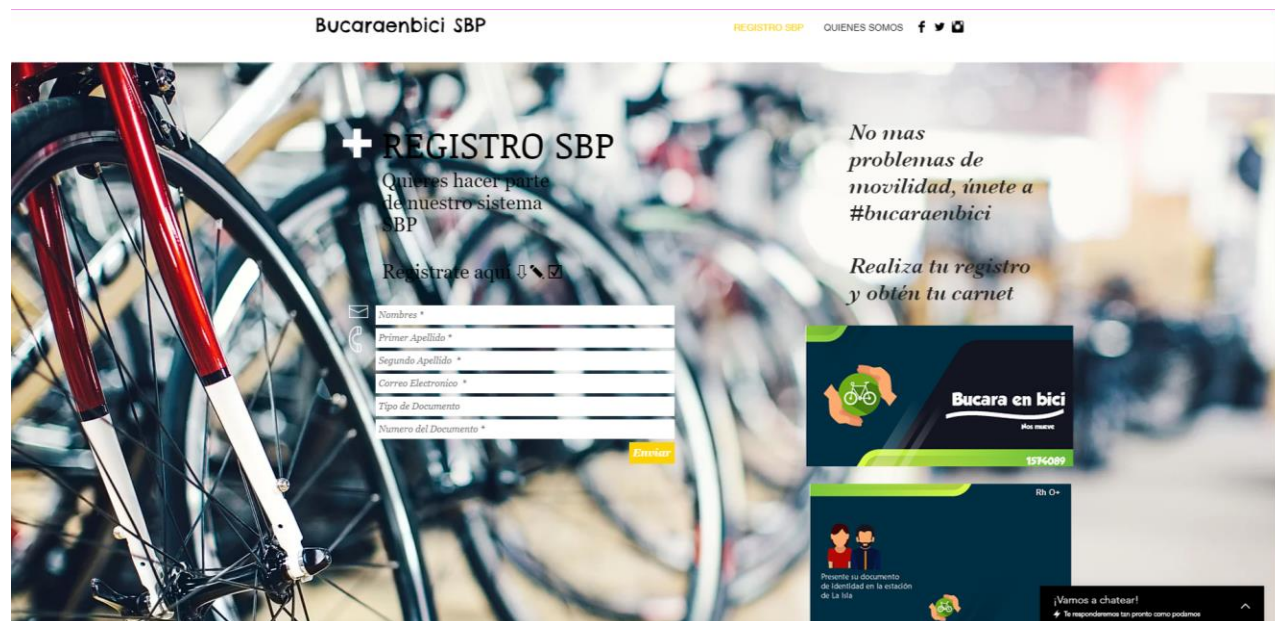 Bucaraenbici SBP
REGISTRO SBP
QUIENES SOMOS
REGISTRO SBP
Quieres hacer parte
de nuestro sistema
SBP
Registrate aquí
Nombres *
Primer Apellido *
Segundo Apellido *
Correo Electronico *
Tipo de Documento
Numero del Documento *
Enviar
No mas
problemas de
movilidad, únete a
#bucaraenbici
Realiza tu registro
y obtén tu carnet
Bucara en bici
Nos mueve
1574089
Rh O+
Presente su documento
de identidad en la estación
de La Isla
¡Vamos a chatear!
Te responderemos tan pronto como podamos